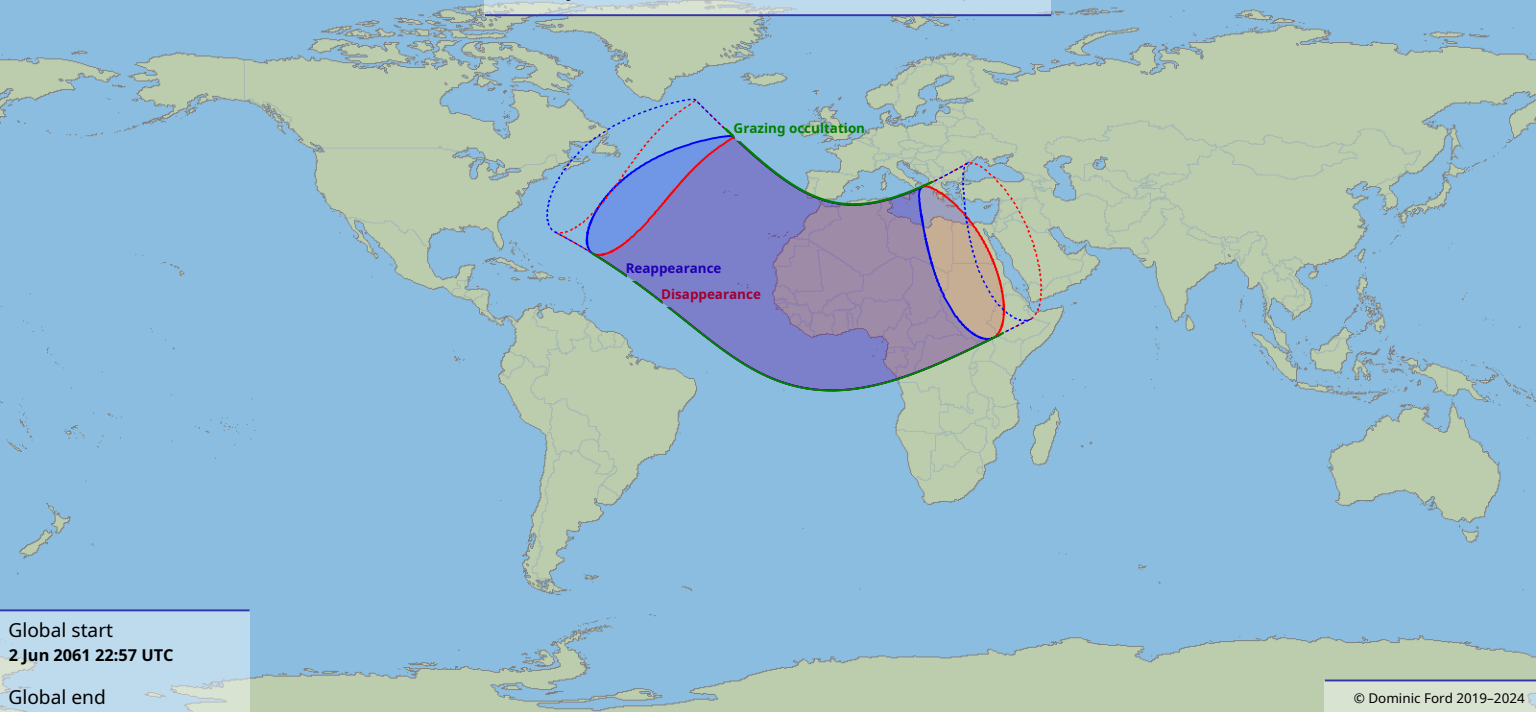 Grazing occultation
Reappearance
Disappearance
Global start
2 Jun 2061 22:57 UTC
Global end
© Dominic Ford 2019–2024